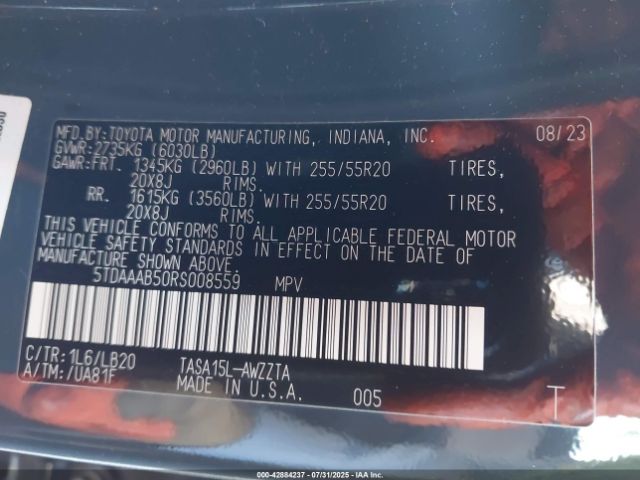 MFD.BY:TOYOTA MOTOR MANUFACTURING, INDIANA, INC. 08/23
GVWR:2735KG (6030LB)
GAWR:FRT. 1345KG (2960LB) WITH 255/55R20 TIRES,
20X8J RIMS.
RR. 1615KG (3560LB) WITH 255/55R20 TIRES,
20X8J RIMS.
THIS VEHICLE CONFORMS TO ALL APPLICABLE FEDERAL MOTOR
VEHICLE SAFETY STANDARDS IN EFFECT ON THE DATE OF
MANUFACTURE SHOWN ABOVE.
5TDAAAB50RS008559 MPV
C/TR:1L6/LB20 TASA15L-AWZZTA
A/TM:/UA81F MADE IN U.S.A. 005 T
000-42884237 - 07/31/2025 - IAA Inc.